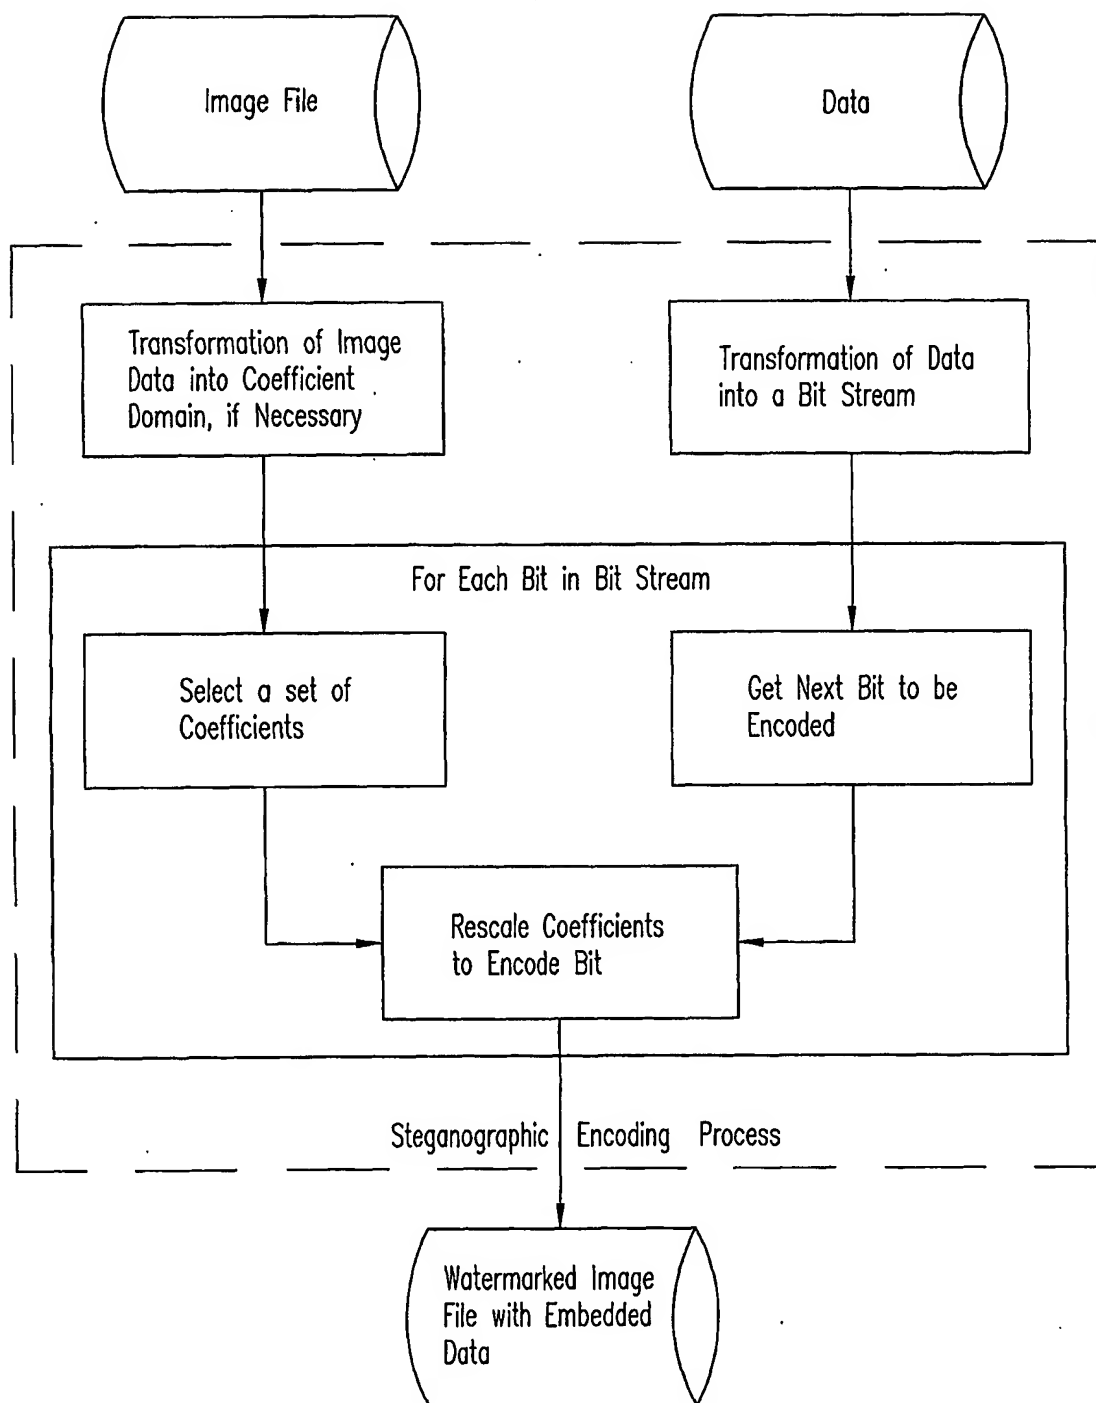 Image File
Data
Transformation of Image
Data into Coefficient
Domain, if Necessary
Transformation of Data
into a Bit Stream
For Each Bit in Bit Stream
Select a set of
Coefficients
Get Next Bit to be
Encoded
Rescale Coefficients
to Encode Bit
Steganographic Encoding Process
Watermarked Image
File with Embedded
Data